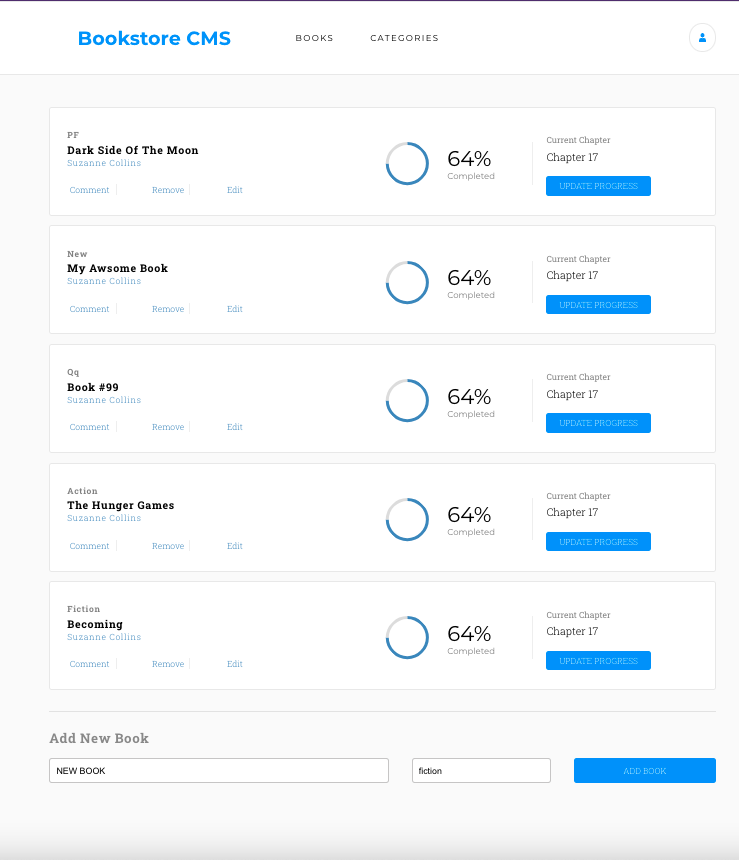 Bookstore CMS BOOKS CATEGORIES
PF
Dark Side Of The Moon
Suzanne Collins
Comment Remove Edit
64%
Completed
Current Chapter
Chapter 17
UPDATE PROGRESS
New
My Awsome Book
Suzanne Collins
Comment Remove Edit
64%
Completed
Current Chapter
Chapter 17
UPDATE PROGRESS
Qq
Book #99
Suzanne Collins
Comment Remove Edit
64%
Completed
Current Chapter
Chapter 17
UPDATE PROGRESS
Action
The Hunger Games
Suzanne Collins
Comment Remove Edit
64%
Completed
Current Chapter
Chapter 17
UPDATE PROGRESS
Fiction
Becoming
Suzanne Collins
Comment Remove Edit
64%
Completed
Current Chapter
Chapter 17
UPDATE PROGRESS
Add New Book
NEW BOOK fiction ADD BOOK